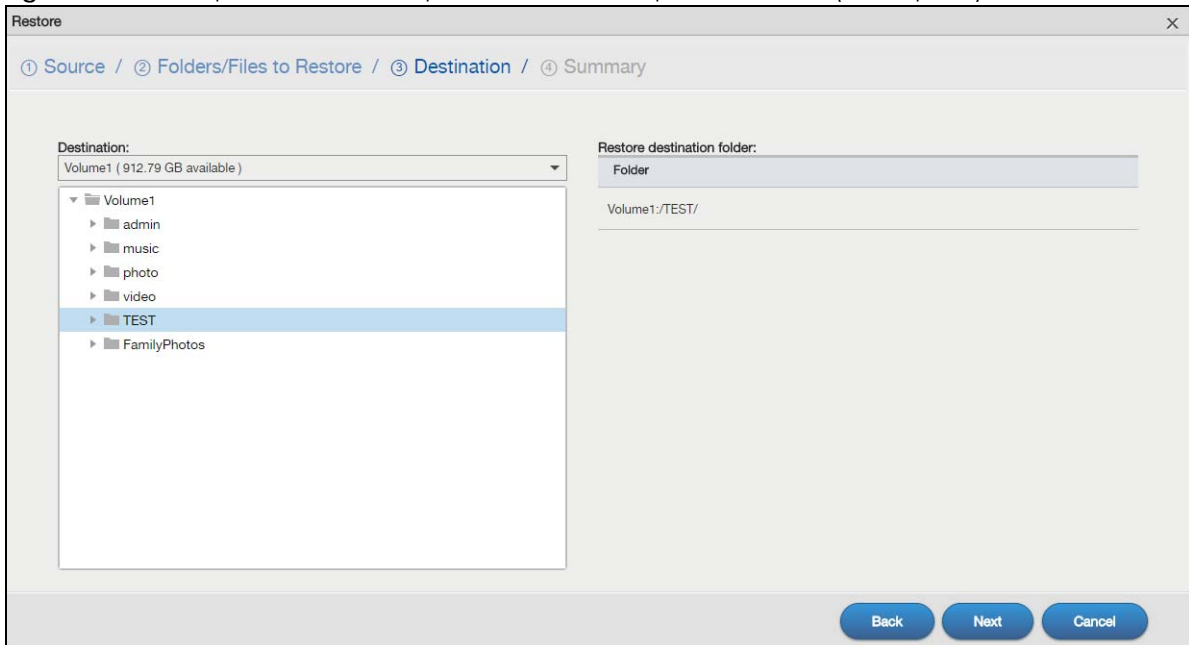 Restore
① Source / ② Folders/Files to Restore / ③ Destination / ④ Summary
Destination:
Volume1 ( 912.79 GB available )
Volume1
admin
music
photo
video
TEST
FamilyPhotos
Restore destination folder:
Folder
Volume1:/TEST/
Back
Next
Cancel